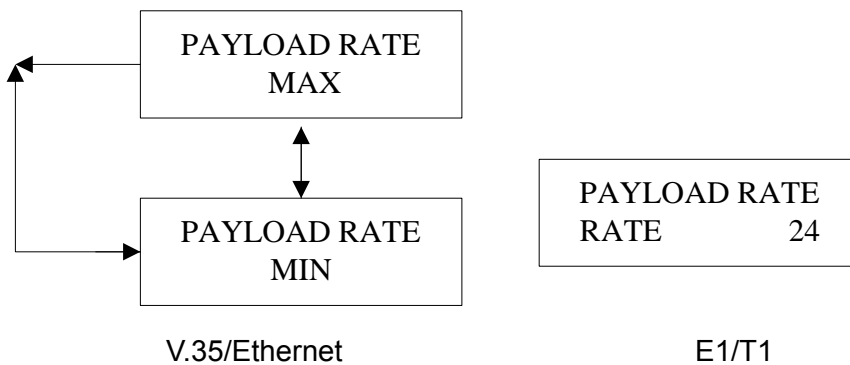 PAYLOAD RATE
MAX
PAYLOAD RATE
MIN
V.35/Ethernet
PAYLOAD RATE
RATE 24
E1/T1